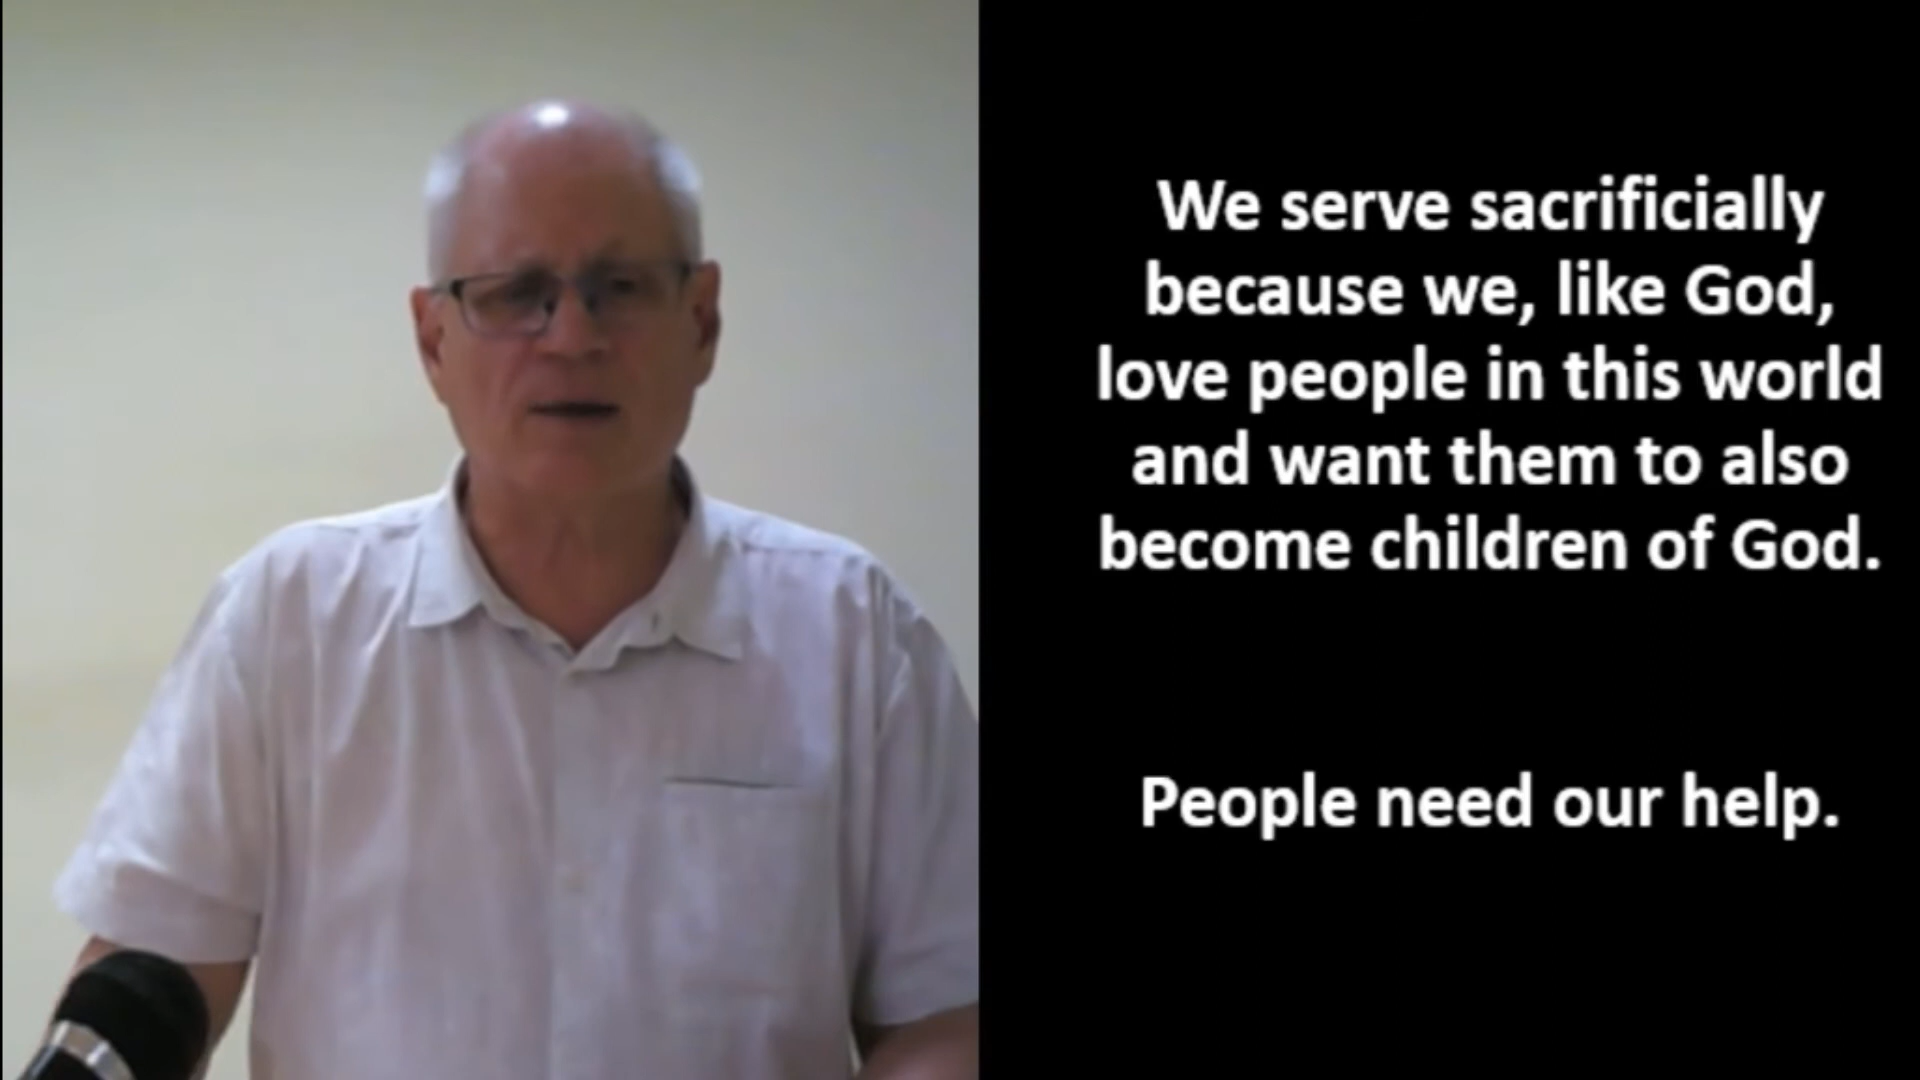 We serve sacrificially
because we, like God,
love people in this world
and want them to also
become children of God.
People need our help.